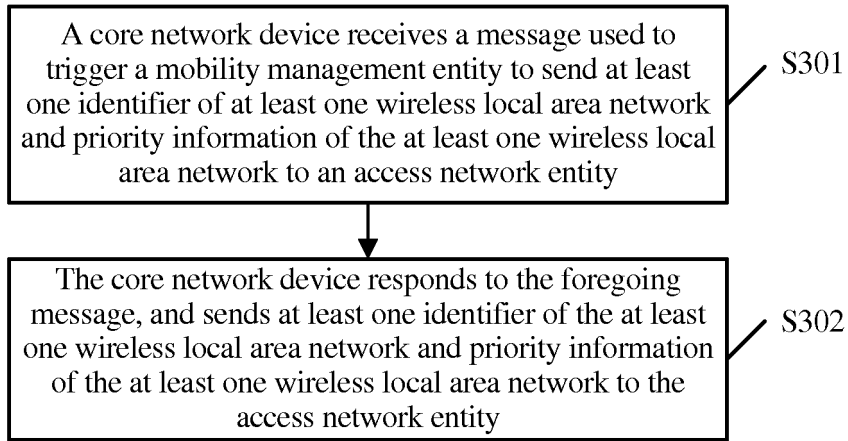 A core network device receives a message used to
trigger a mobility management entity to send at least
one identifier of at least one wireless local area network
and priority information of the at least one wireless local
area network to an access network entity
S301
The core network device responds to the foregoing
message, and sends at least one identifier of the at least
one wireless local area network and priority information
of the at least one wireless local area network to the
access network entity
S302